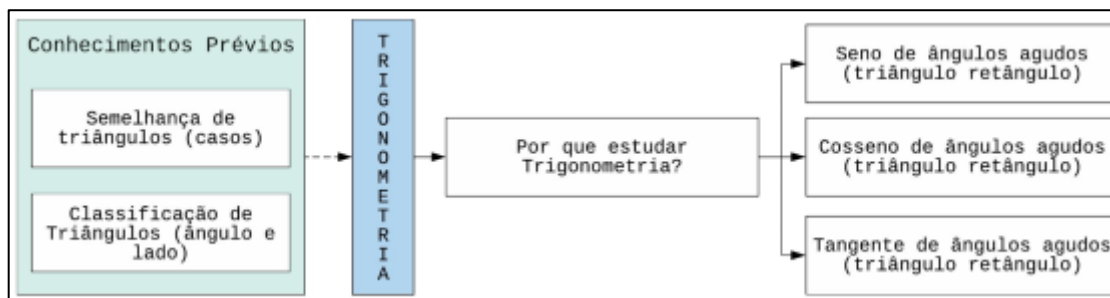 Conhecimentos Prévios
Semelhança de
triângulos (casos)
Classificação de
Triângulos (ângulo e
lado)
TRIGONOMETRIA
Por que estudar
Trigonometria?
Seno de ângulos agudos
(triângulo retângulo)
Cosseno de ângulos agudos
(triângulo retângulo)
Tangente de ângulos agudos
(triângulo retângulo)